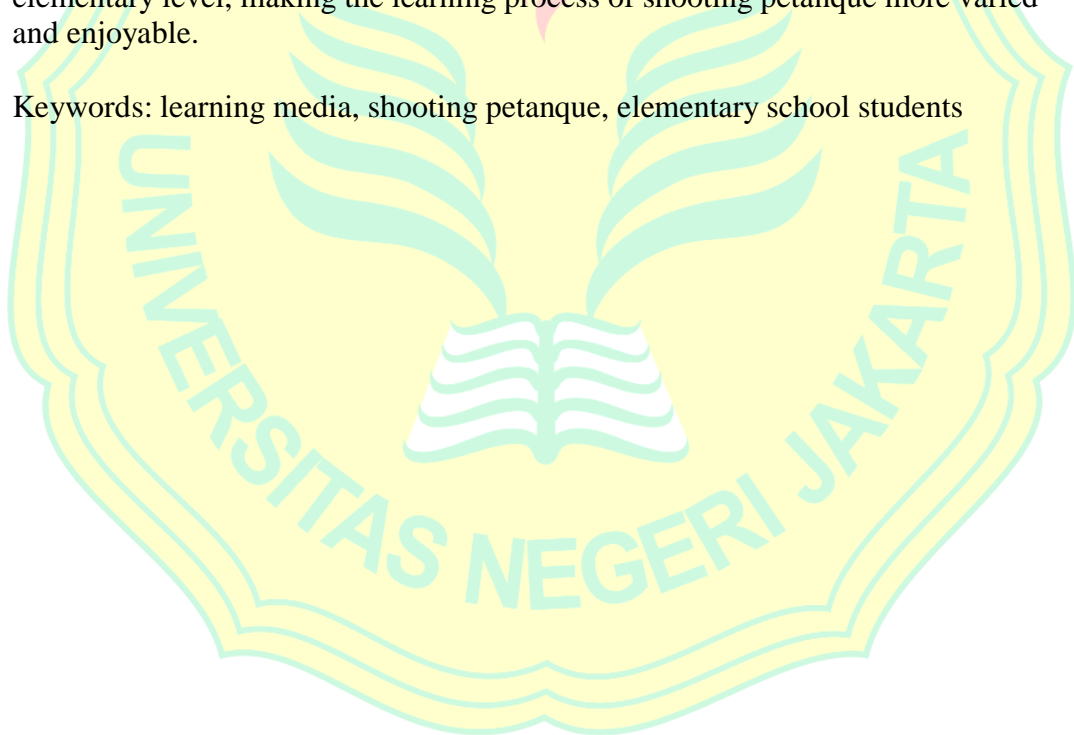 elementary level, making the learning process of shooting petanque more varied
and enjoyable.
Keywords: learning media, shooting petanque, elementary school students
UNIVERSITAS NEGERI JAKARTA